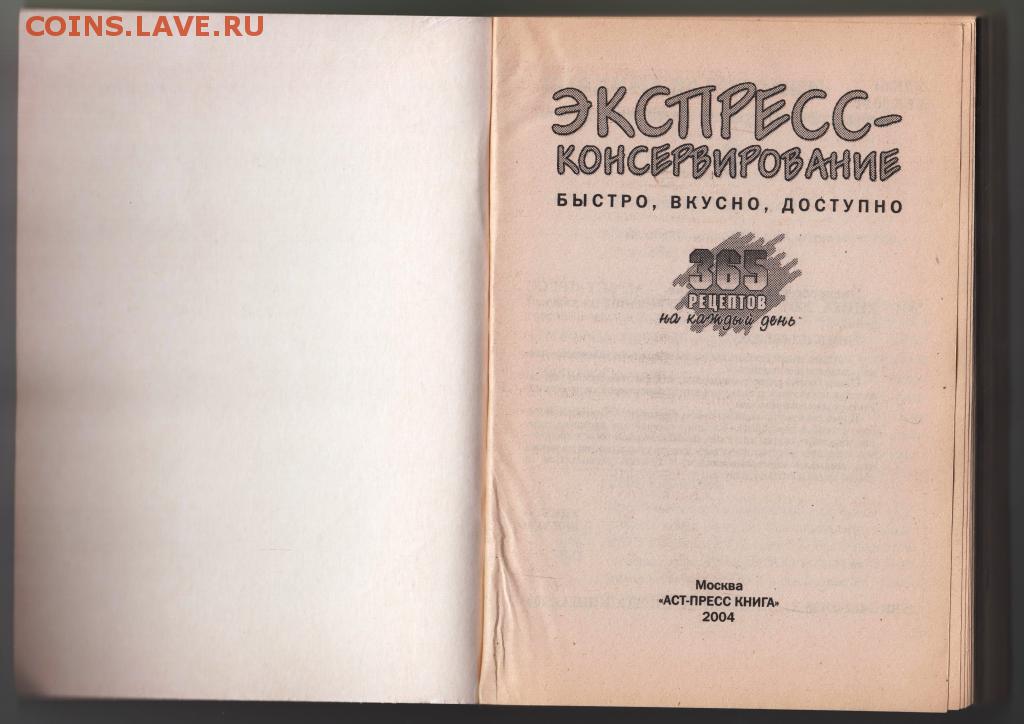 COINS.LAVE.RU
ЭКСПРЕСС-
КОНСЕРВИРОВАНИЕ
БЫСТРО, ВКУСНО, ДОСТУПНО
365
РЕЦЕПТОВ
на каждый день
Москва
«АСТ-ПРЕСС КНИГА»
2004